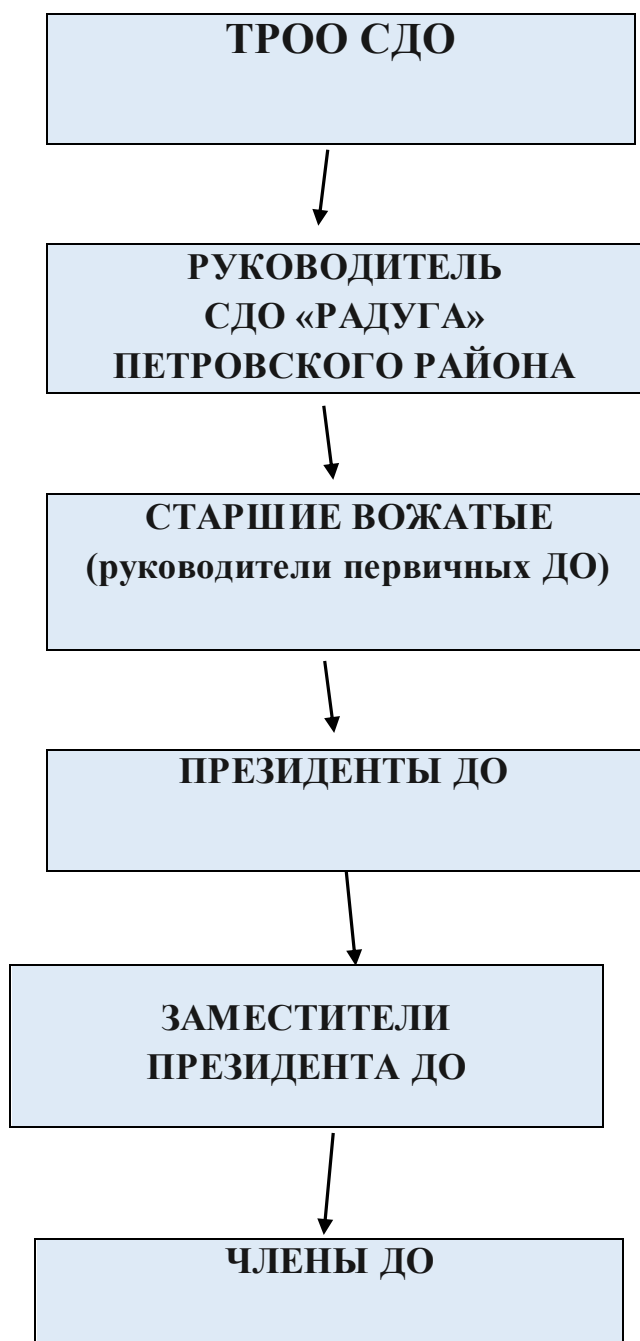 ТРОО СДО
РУКОВОДИТЕЛЬ
СДО «РАДУГА»
ПЕТРОВСКОГО РАЙОНА
СТАРШИЕ ВОЖАТЫЕ
(руководители первичных ДО)
ПРЕЗИДЕНТЫ ДО
ЗАМЕСТИТЕЛИ
ПРЕЗИДЕНТА ДО
ЧЛЕНЫ ДО